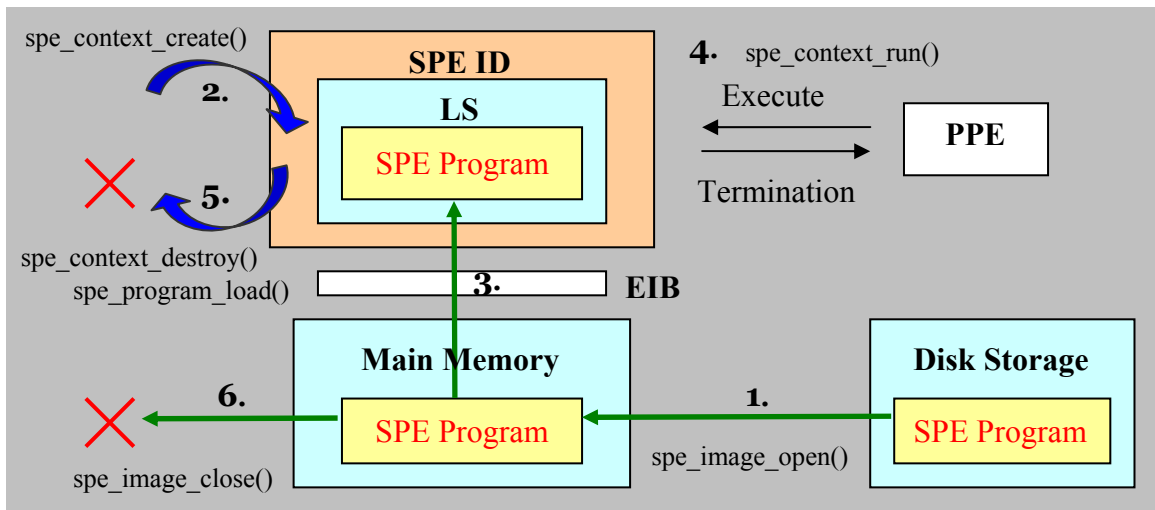 spe_context_create()
SPE ID
4. spe_context_run()
2.
LS
Execute
SPE Program
PPE
5.
Termination
spe_context_destroy()
spe_program_load()
3.
EIB
Main Memory
Disk Storage
6.
1.
SPE Program
SPE Program
spe_image_open()
spe_image_close()